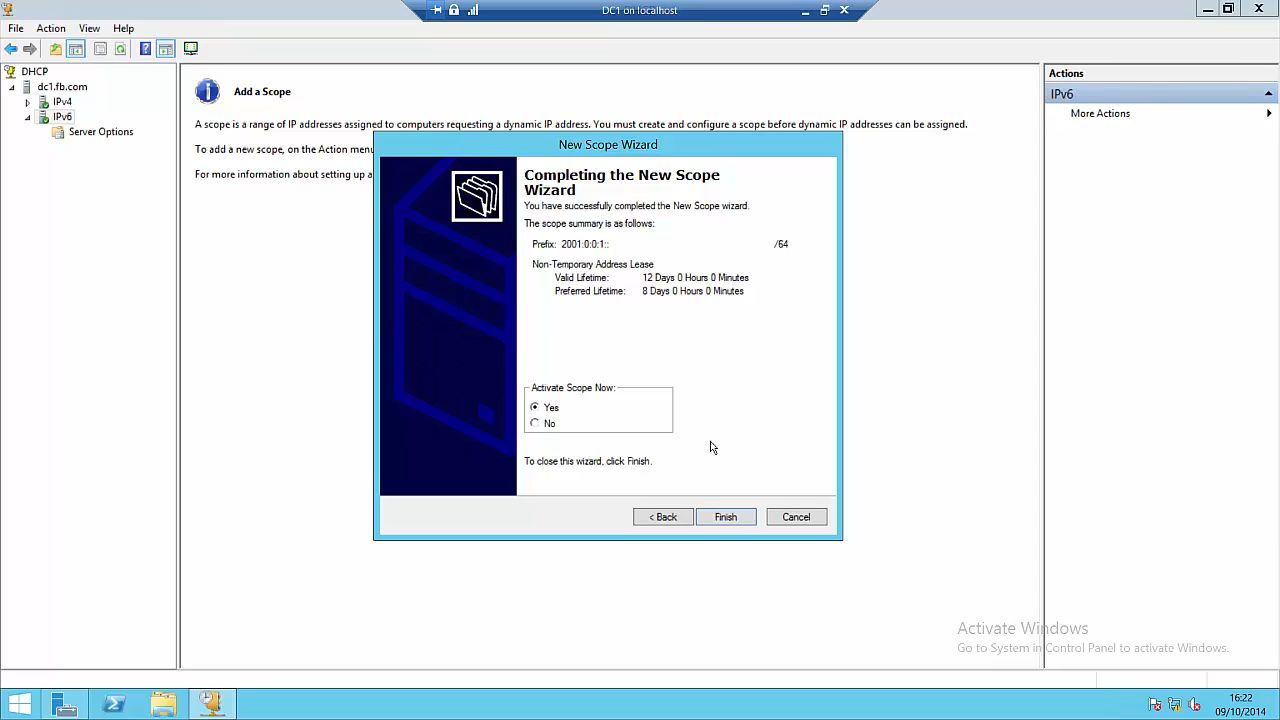 DC1 on localhost
File Action View Help
DHCP
dc1.fb.com
IPv4
IPv6
Server Options
Add a Scope
A scope is a range of IP addresses assigned to computers requesting a dynamic IP address. You must create and configure a scope before dynamic IP addresses can be assigned.
To add a new scope, on the Action menu
For more information about setting up a
New Scope Wizard
Completing the New Scope
Wizard
You have successfully completed the New Scope wizard.
The scope summary is as follows:
Prefix: 2001:0:0:1:: /64
Non-Temporary Address Lease
Valid Lifetime: 12 Days 0 Hours 0 Minutes
Preferred Lifetime: 8 Days 0 Hours 0 Minutes
Activate Scope Now:
Yes
No
To close this wizard, click Finish.
< Back Finish Cancel
Actions
IPv6
More Actions
Activate Windows
Go to System in Control Panel to activate Windows.
16:22
09/10/2014